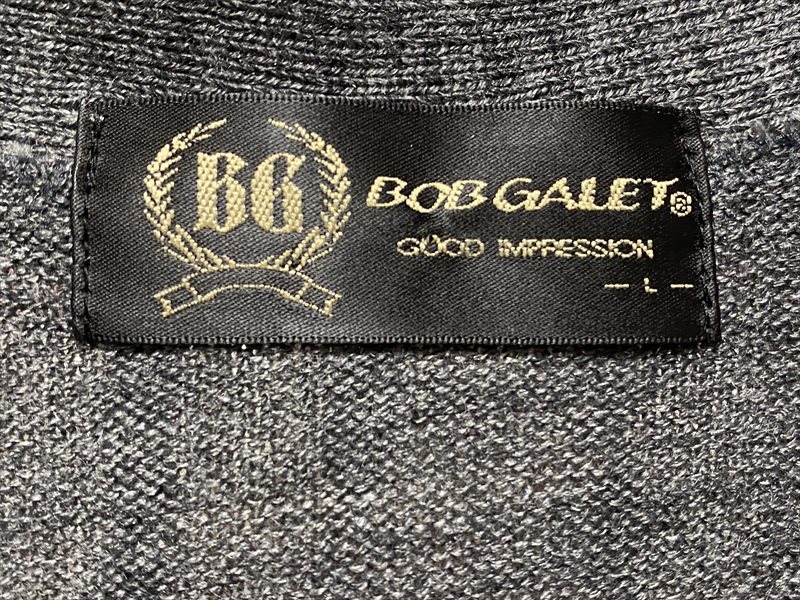 BG
BOB GALET®
GOOD IMPRESSION
— L —